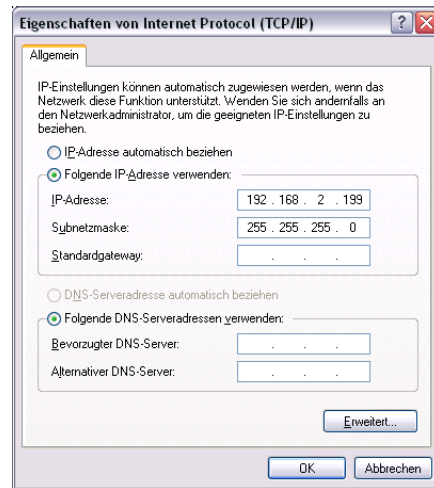 Eigenschaften von Internet Protocol (TCP/IP)
Allgemein
IP-Einstellungen können automatisch zugewiesen werden, wenn das
Netzwerk diese Funktion unterstützt. Wenden Sie sich andernfalls an
den Netzwerkadministrator, um die geeigneten IP-Einstellungen zu
beziehen.
IP-Adresse automatisch beziehen
Folgende IP-Adresse verwenden:
IP-Adresse: 192 . 168 . 2 . 199
Subnetzmaske: 255 . 255 . 255 . 0
Standardgateway: . . .
DNS-Serveradresse automatisch beziehen
Folgende DNS-Serveradressen verwenden:
Bevorzugter DNS-Server: . . .
Alternativer DNS-Server: . . .
Erweitert...
OK Abbrechen